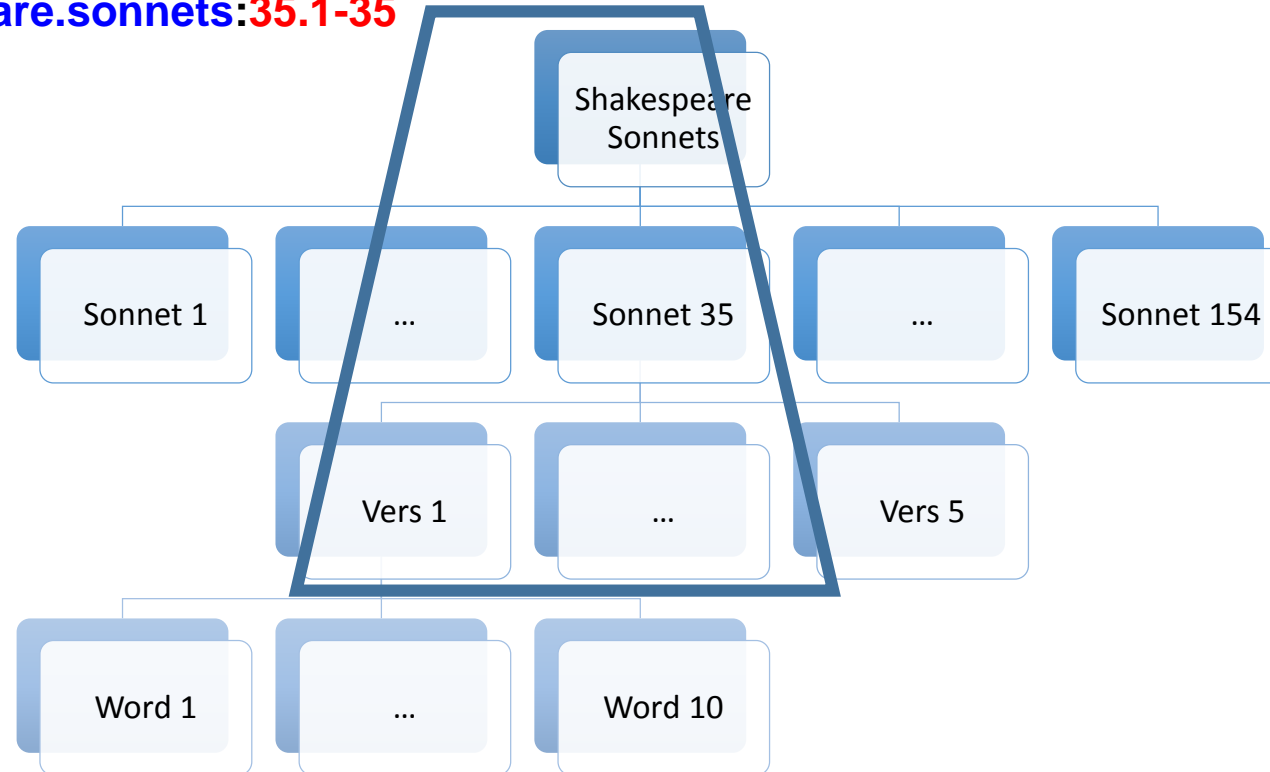 are.sonnets:35.1-35
Shakespeare
Sonnets
Sonnet 1
...
Sonnet 35
...
Sonnet 154
Vers 1
...
Vers 5
Word 1
...
Word 10